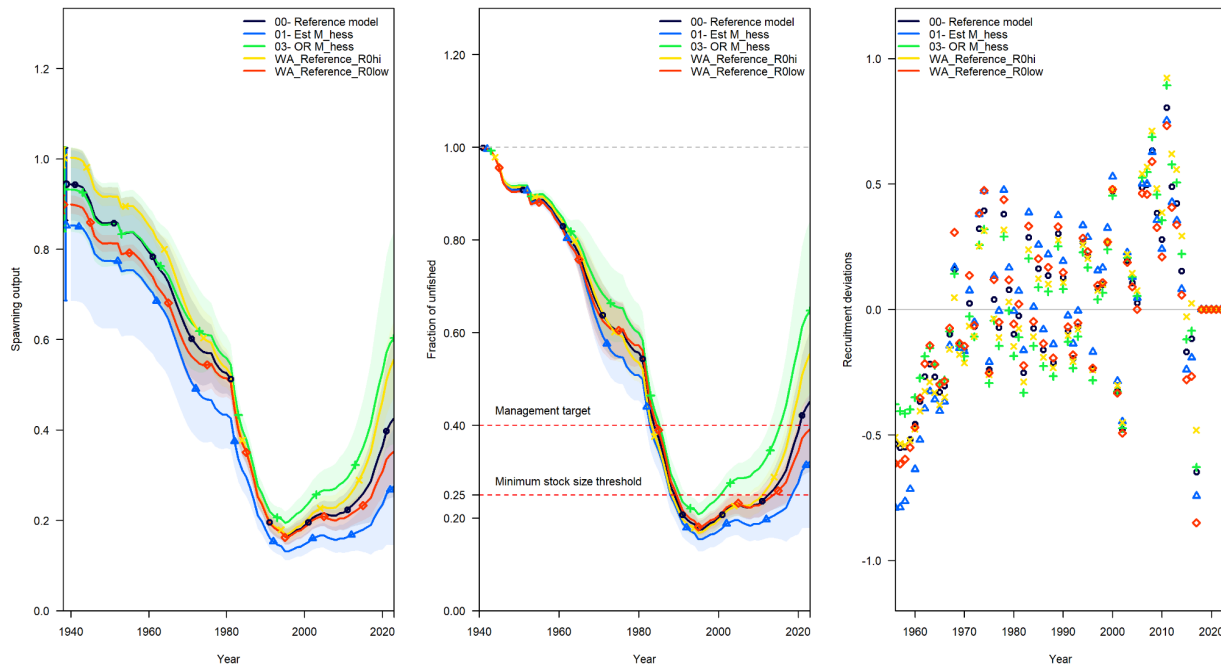 00- Reference model
01- Est M_hess
03- OR M_hess
WA_Reference_R0hi
WA_Reference_R0low
Spawning output
1.2
1.0
0.8
0.6
0.4
0.2
0.0
1940
1960
1980
2000
2020
Year
00- Reference model
01- Est M_hess
03- OR M_hess
WA_Reference_R0hi
WA_Reference_R0low
Fraction of unfished
1.20
1.00
0.80
0.60
0.40
0.25
0.20
0.00
Management target
Minimum stock size threshold
1940
1960
1980
2000
2020
Year
00- Reference model
01- Est M_hess
03- OR M_hess
WA_Reference_R0hi
WA_Reference_R0low
Recruitment deviations
1.0
0.5
0.0
-0.5
-1.0
1960
1970
1980
1990
2000
2010
2020
Year